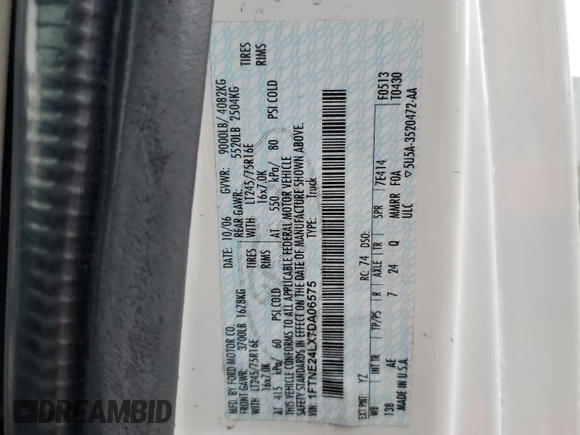 MFD. BY FORD MOTOR CO.
DATE: 10/06 GVWR: 9000LB/ 4082KG
FRONT GAWR: 3700LB 1678KG REAR GAWR: 5520LB 2504KG
WITH LT245/75R16E TIRES WITH LT245/75R16E TIRES
16x7.0K RIMS 16x7.0K RIMS
AT 415 kPa/ 60 PSI COLD AT 550 kPa/ 80 PSI COLD
THIS VEHICLE CONFORMS TO ALL APPLICABLE FEDERAL MOTOR VEHICLE
SAFETY STANDARDS IN EFFECT ON THE DATE OF MANUFACTURE SHOWN ABOVE
VIN: 1FTNE24LX7DA06575
TYPE: Truck
F0513
T0430
EXT PNT: YZ RC: 74 DSO:
WB INT TR TP/PS R AXLE TR SPR 7E414
138 AE 7 24 Q MMRR F0A
MADE IN U.S.A. ULC 5U5A-3520472-AA
DREAMBID